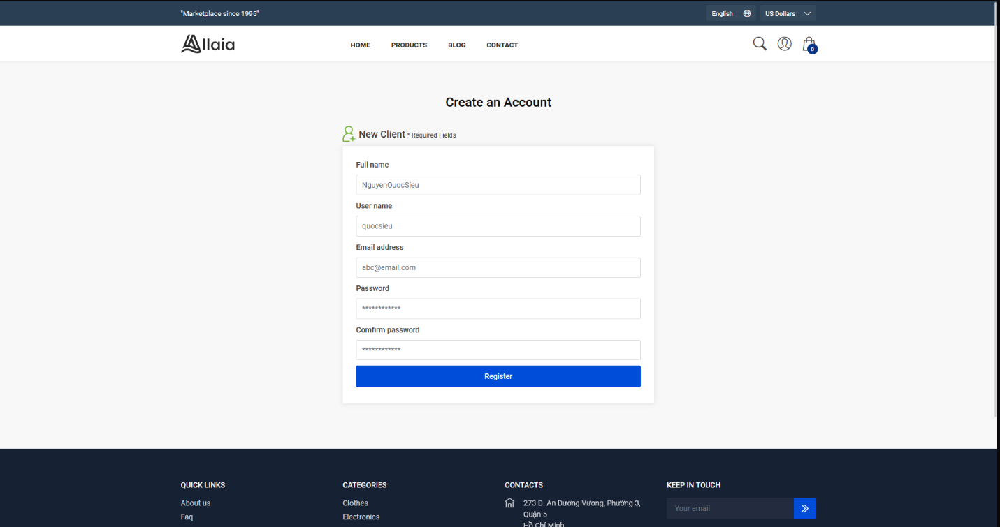 "Marketplace since 1995"
English
US Dollars
Allaia
HOME
PRODUCTS
BLOG
CONTACT
0
Create an Account
New Client * Required Fields
Full name
NguyenQuocSieu
User name
quocsieu
Email address
abc@email.com
Password
************
Comfirm password
************
Register
QUICK LINKS
About us
Faq
CATEGORIES
Clothes
Electronics
CONTACTS
273 Đ. An Dương Vương, Phường 3,
Quận 5
Hồ Chí Minh
KEEP IN TOUCH
Your email